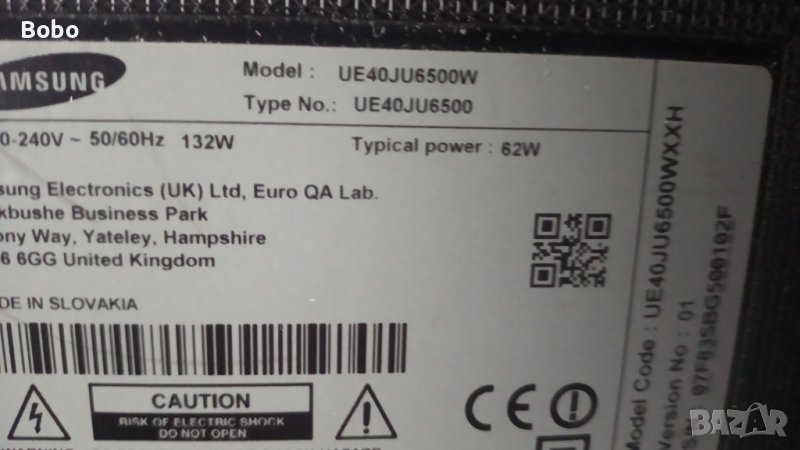 Bobo
AMSUNG
Model : UE40JU6500W
Type No.: UE40JU6500
0-240V ~ 50/60Hz 132W
Typical power : 62W
sung Electronics (UK) Ltd, Euro QA Lab.
kbushe Business Park
ony Way, Yateley, Hampshire
6 6GG United Kingdom
DE IN SLOVAKIA
CAUTION
RISK OF ELECTRIC SHOCK
DO NOT OPEN
CE
Model Code : UE40JU6500WXXH
Version No : 01
07F83SBG500102F
BAZAR